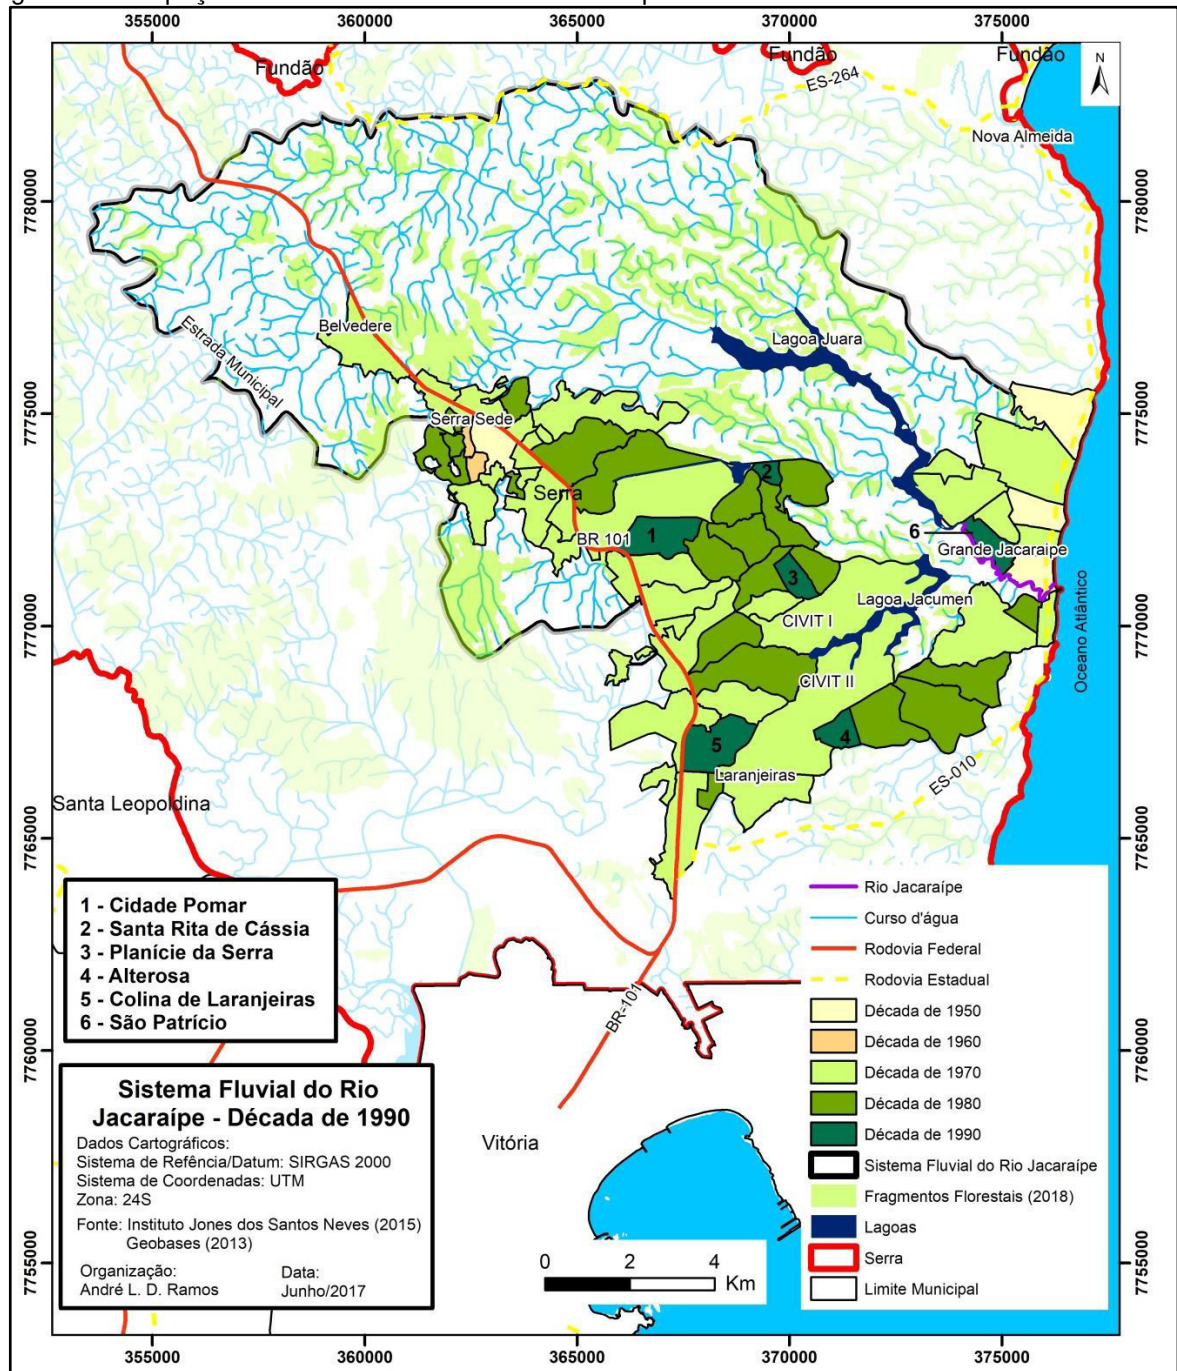 355000 360000 365000 370000 375000
Fundão
Fundão
Fundão
ES-264
N
Nova Almeida
7780000
7780000
Lagoa Juara
Belvedere
Estrada Municipal
7775000
7775000
Serra Sede
2
Serra
6
1
BR 101
Grande Jacaraipe
3
Lagoa Jacumen
CIVIT I
7770000
7770000
Oceano Atlântico
CIVIT II
4
5
Laranjeiras
ES-010
Santa Leopoldina
7765000
7765000
1 - Cidade Pomar
2 - Santa Rita de Cássia
3 - Planície da Serra
4 - Alterosa
5 - Colina de Laranjeiras
6 - São Patrício
BR-101
7760000
7760000
Vitória
Rio Jacaraípe
Curso d'água
Rodovia Federal
Rodovia Estadual
Década de 1950
Década de 1960
Década de 1970
Década de 1980
Década de 1990
Sistema Fluvial do Rio Jacaraípe
Fragmentos Florestais (2018)
Lagoas
Serra
Limite Municipal
Sistema Fluvial do Rio
Jacaraípe - Década de 1990
Dados Cartográficos:
Sistema de Refência/Datum: SIRGAS 2000
Sistema de Coordenadas: UTM
Zona: 24S
Fonte: Instituto Jones dos Santos Neves (2015)
Geobases (2013)
Organização:
André L. D. Ramos
Data:
Junho/2017
0 2 4
Km
7755000
7755000
355000 360000 365000 370000 375000